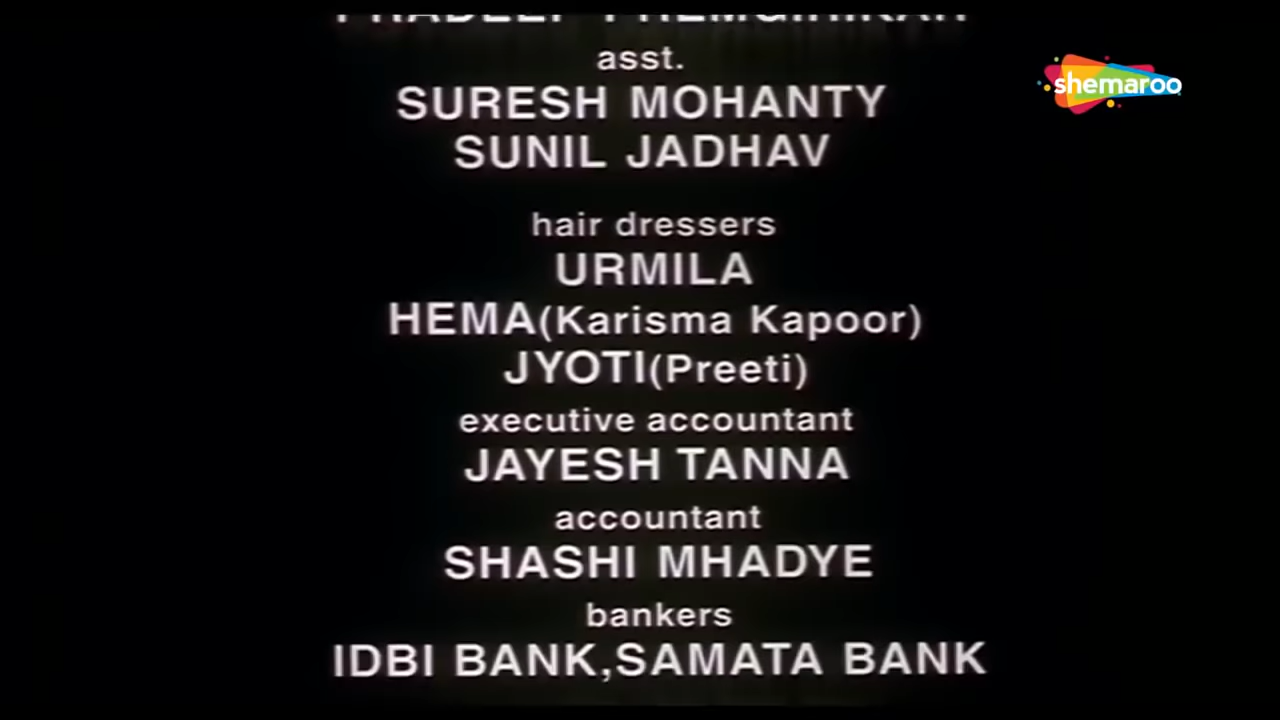 asst.
SURESH MOHANTY
SUNIL JADHAV
hair dressers
URMILA
HEMA(Karisma Kapoor)
JYOTI(Preeti)
executive accountant
JAYESH TANNA
accountant
SHASHI MHADYE
bankers
IDBI BANK,SAMATA BANK
shemaroo